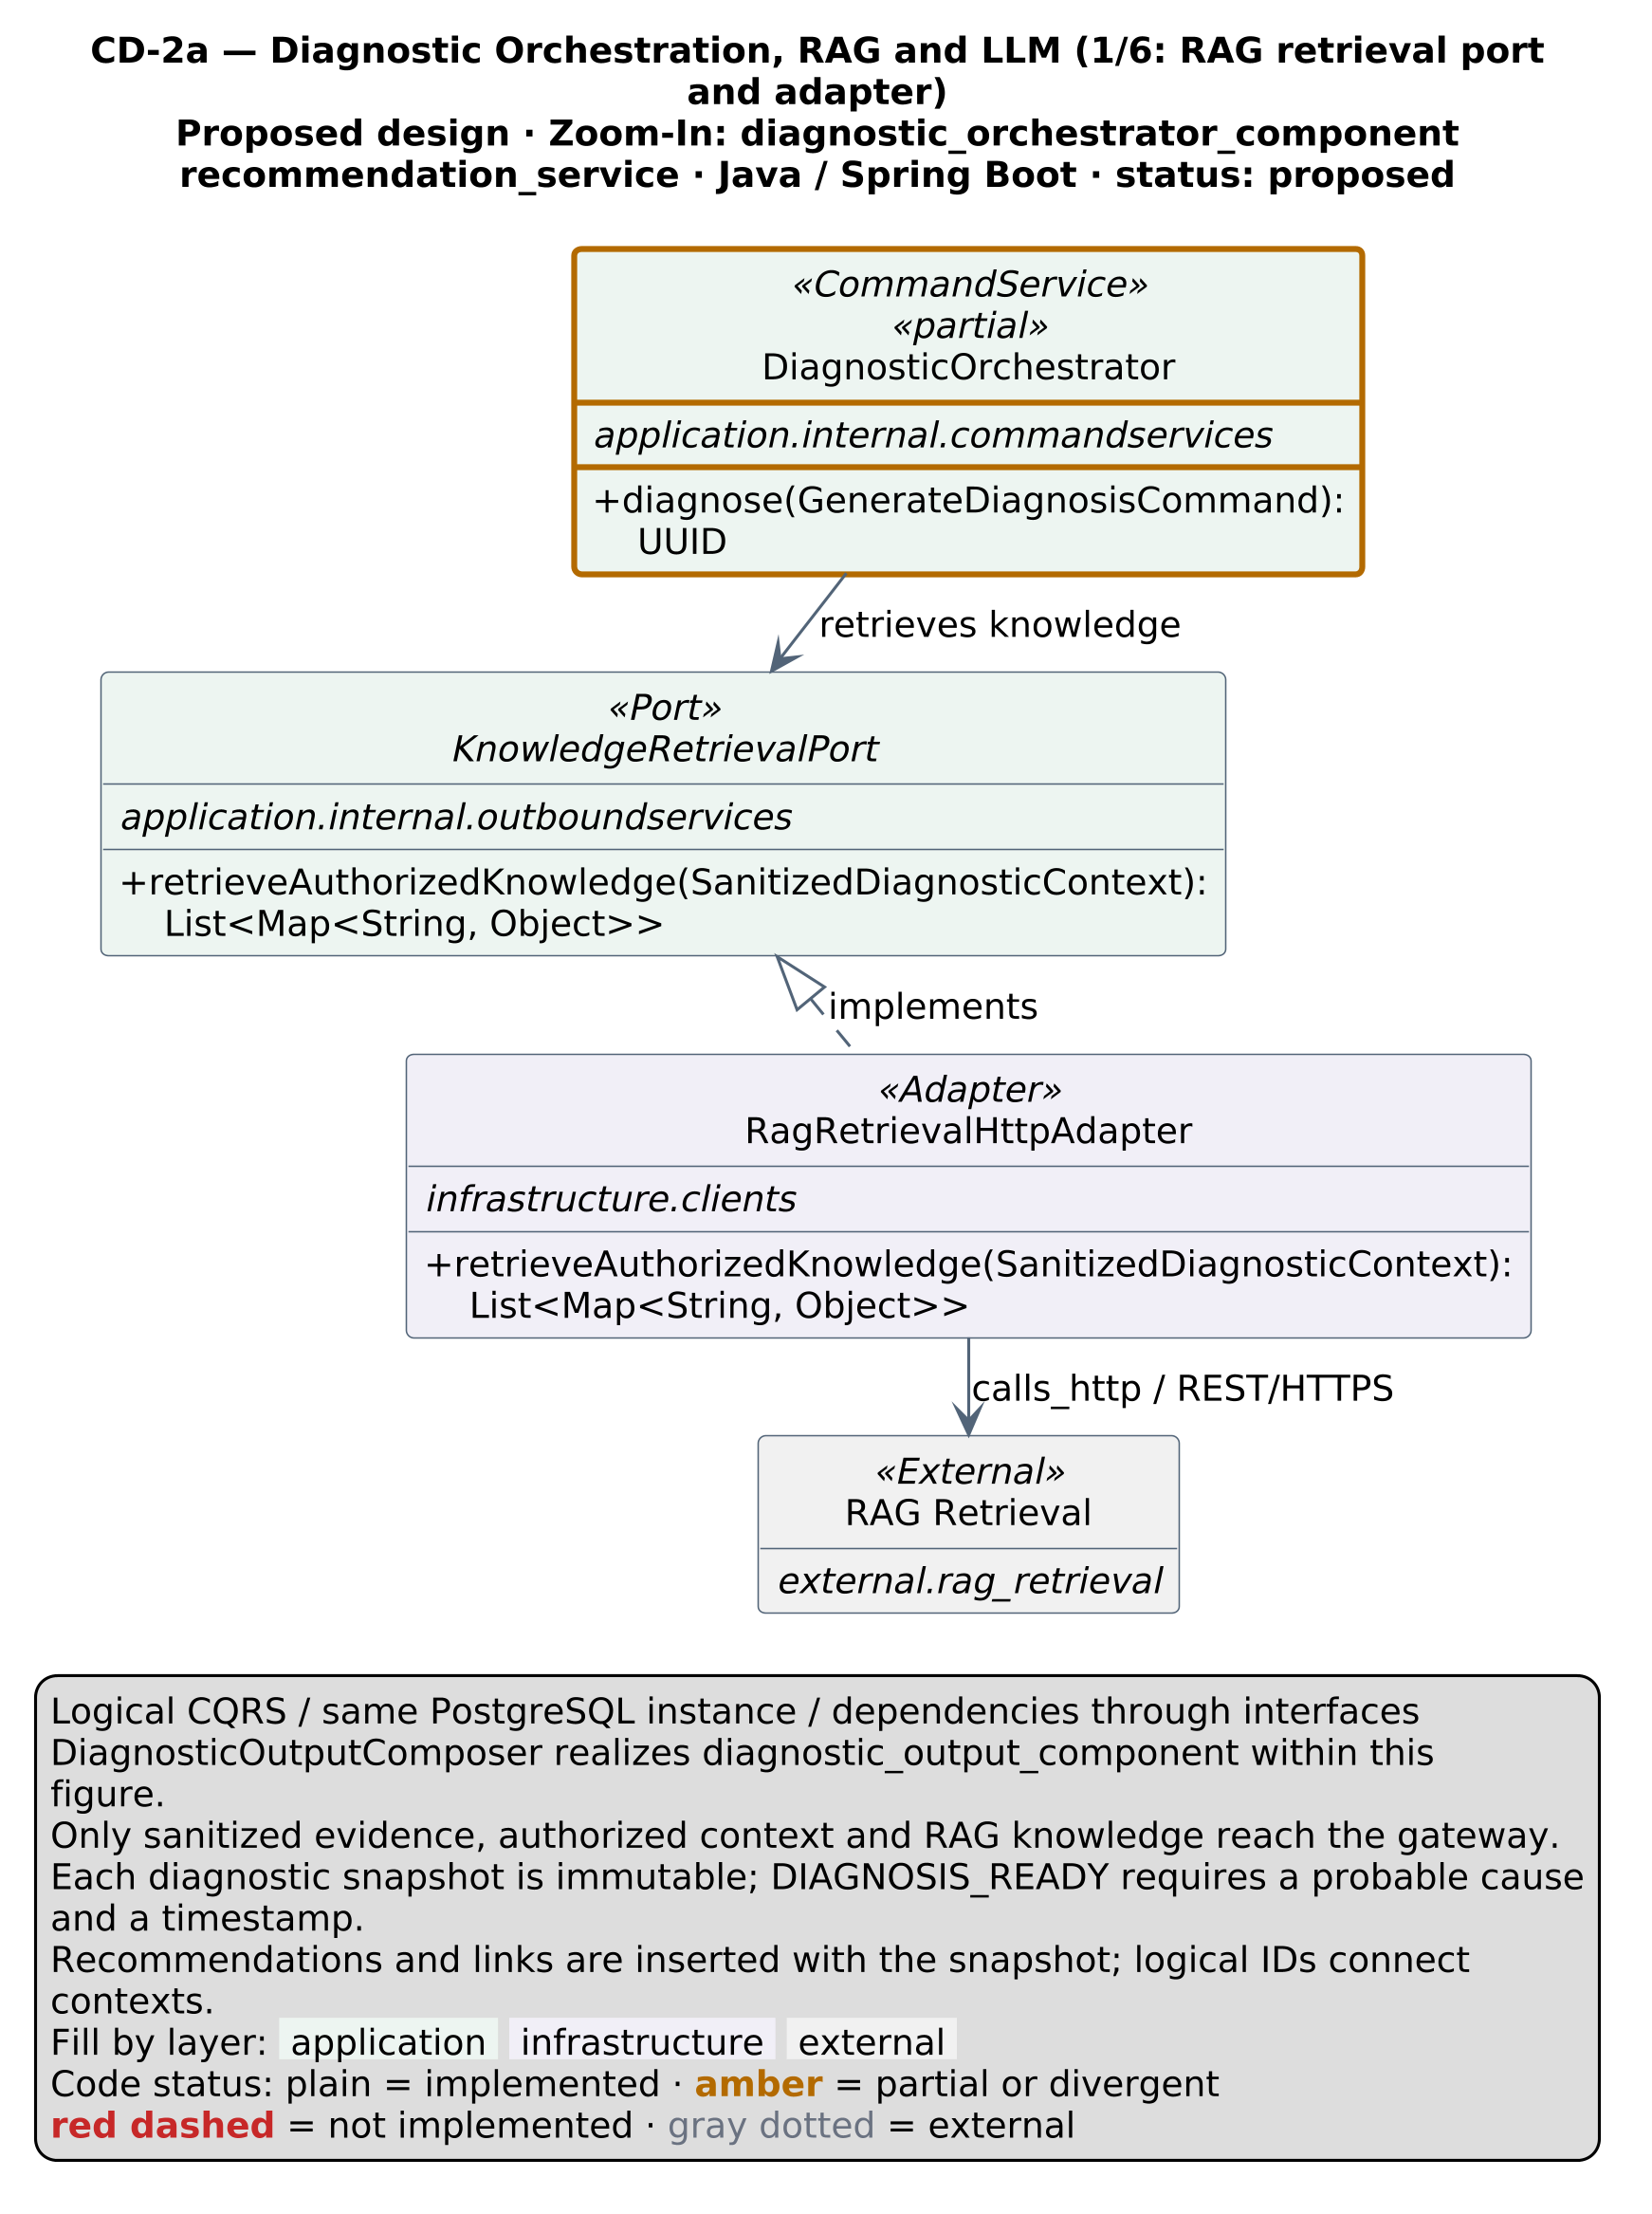 CD-2a — Diagnostic Orchestration, RAG and LLM (1/6: RAG retrieval port
and adapter)
Proposed design · Zoom-In: diagnostic_orchestrator_component
recommendation_service · Java / Spring Boot · status: proposed
«CommandService»
«partial»
DiagnosticOrchestrator
application.internal.commandservices
+diagnose(GenerateDiagnosisCommand):
UUID
retrieves knowledge
«Port»
KnowledgeRetrievalPort
application.internal.outboundservices
+retrieveAuthorizedKnowledge(SanitizedDiagnosticContext):
List<Map<String, Object>>
implements
«Adapter»
RagRetrievalHttpAdapter
infrastructure.clients
+retrieveAuthorizedKnowledge(SanitizedDiagnosticContext):
List<Map<String, Object>>
calls_http / REST/HTTPS
«External»
RAG Retrieval
external.rag_retrieval
Logical CQRS / same PostgreSQL instance / dependencies through interfaces
DiagnosticOutputComposer realizes diagnostic_output_component within this
figure.
Only sanitized evidence, authorized context and RAG knowledge reach the gateway.
Each diagnostic snapshot is immutable; DIAGNOSIS_READY requires a probable cause
and a timestamp.
Recommendations and links are inserted with the snapshot; logical IDs connect
contexts.
Fill by layer: application infrastructure external
Code status: plain = implemented · amber = partial or divergent
red dashed = not implemented · gray dotted = external